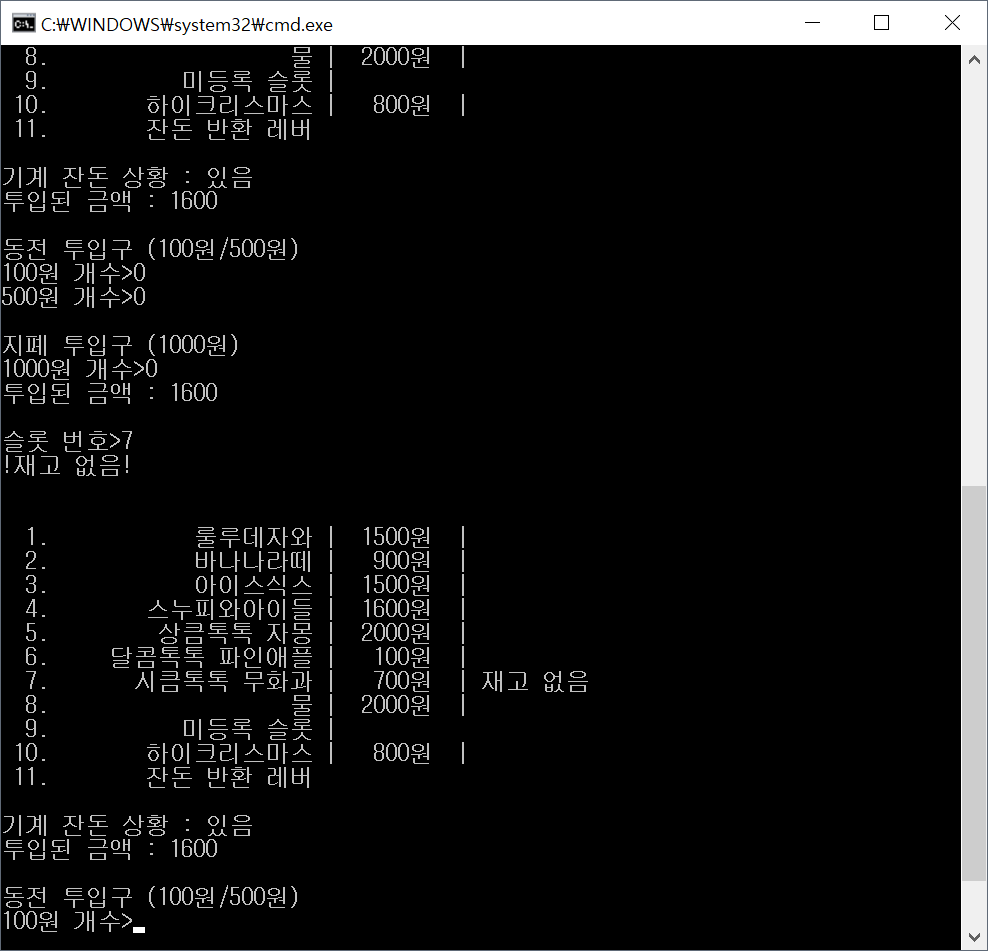 C:₩WINDOWS₩system32₩cmd.exe
8. 물 | 2000원 |
9. 미등록 슬롯 |
10. 하이크리스마스 | 800원 |
11. 잔돈 반환 레버
기계 잔돈 상황 : 있음
투입된 금액 : 1600
동전 투입구 (100원/500원)
100원 개수>0
500원 개수>0
지폐 투입구 (1000원)
1000원 개수>0
투입된 금액 : 1600
슬롯 번호>7
!재고 없음!
1. 룰루데자와 | 1500원 |
2. 바나나라떼 | 900원 |
3. 아이스식스 | 1500원 |
4. 스누피와아이들 | 1600원 |
5. 상큼톡톡 자몽 | 2000원 |
6. 달콤톡톡 파인애플 | 100원 |
7. 시큼톡톡 무화과 | 700원 | 재고 없음
8. 물 | 2000원 |
9. 미등록 슬롯 |
10. 하이크리스마스 | 800원 |
11. 잔돈 반환 레버
기계 잔돈 상황 : 있음
투입된 금액 : 1600
동전 투입구 (100원/500원)
100원 개수>